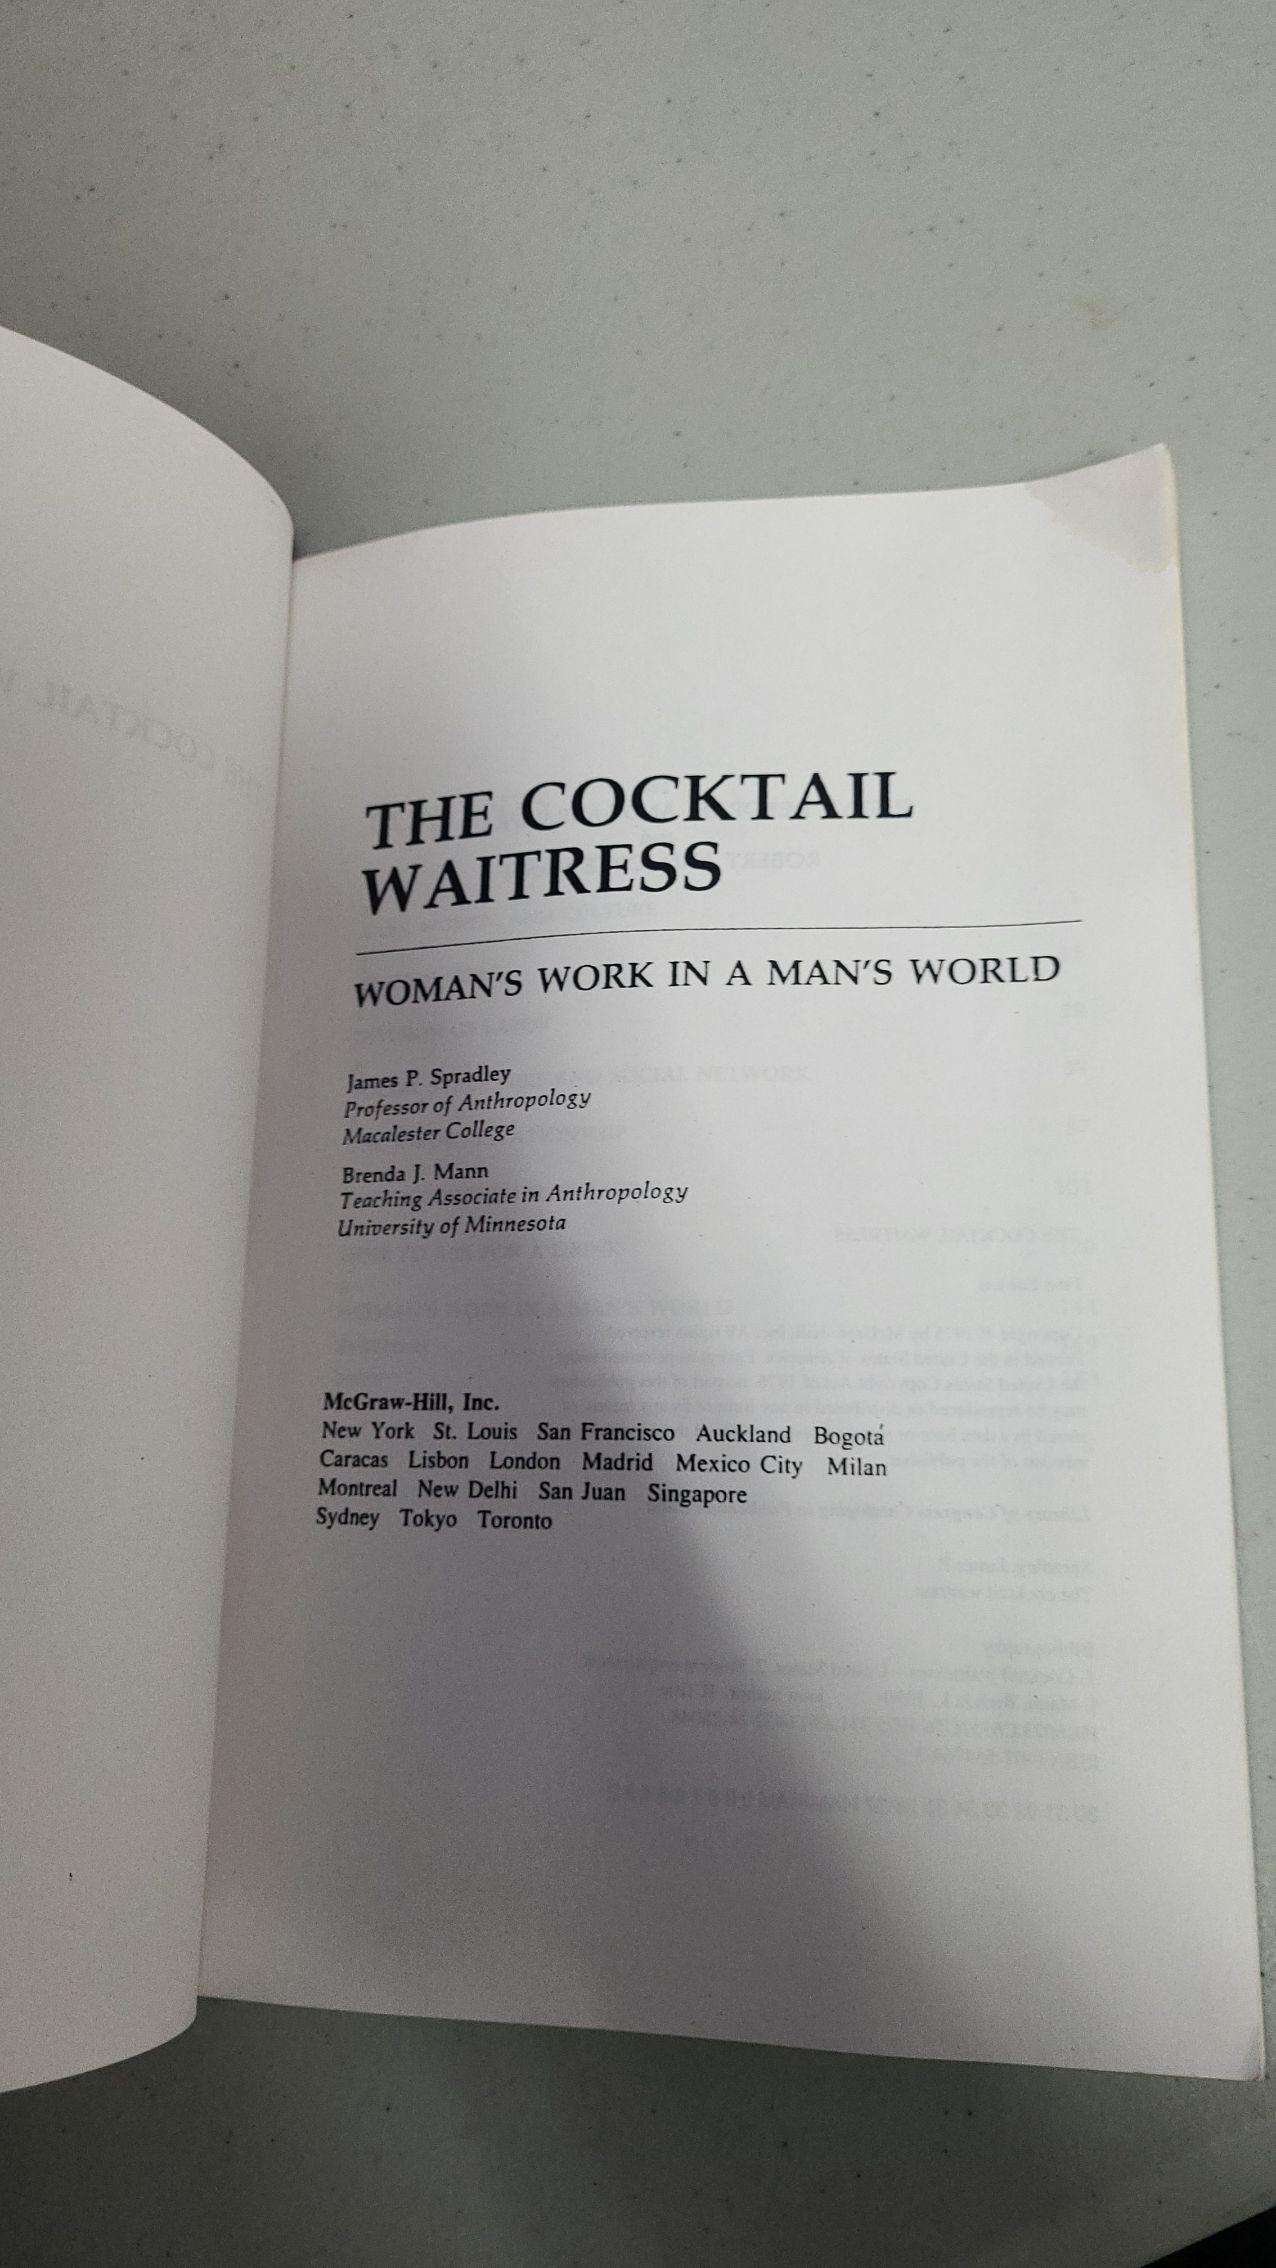 THE COCKTAIL
WAITRESS
WOMAN'S WORK IN A MAN'S WORLD
James P. Spradley
Professor of Anthropology
Macalester College
Brenda J. Mann
Teaching Associate in Anthropology
University of Minnesota
McGraw-Hill, Inc.
New York St. Louis San Francisco Auckland Bogotá
Caracas Lisbon London Madrid Mexico City Milan
Montreal New Delhi San Juan Singapore
Sydney Tokyo Toronto